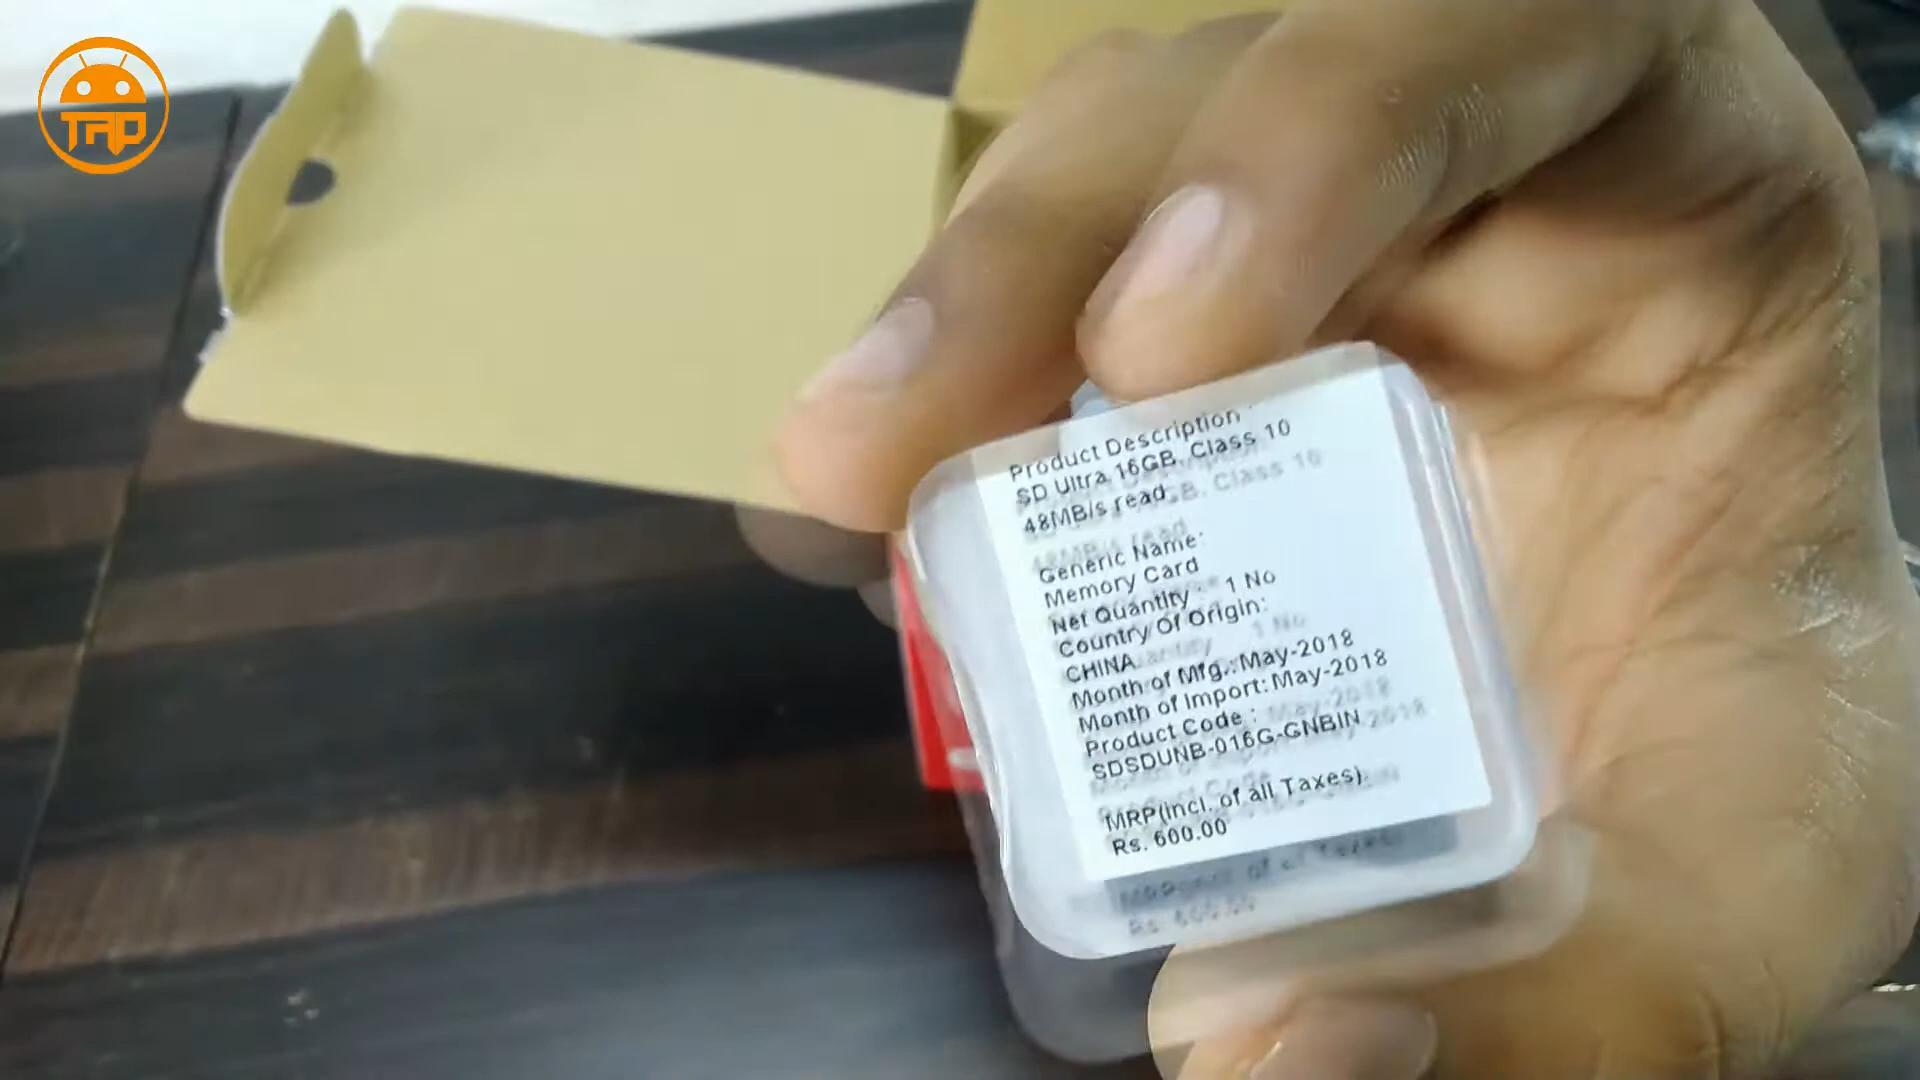 TAP
Product Description :
SD Ultra 16GB, Class 10
48MB/s read
Generic Name:
Memory Card
Net Quantity : 1 No
Country Of Origin:
CHINA
Month of Mfg.:May-2018
Month of Import:May-2018
Product Code :
SDSDUNB-016G-GNBIN
MRP(incl. of all Taxes)
Rs. 600.00